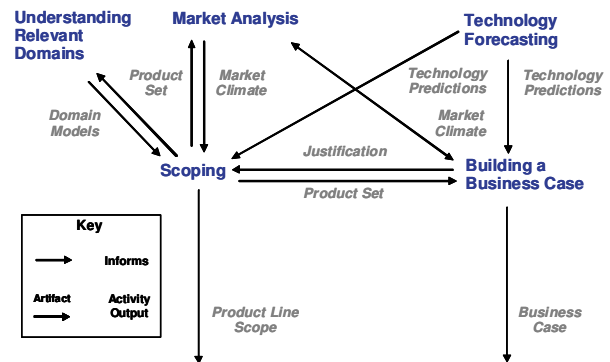 Understanding
Relevant
Domains
Market Analysis
Technology
Forecasting
Product
Set
Market
Climate
Technology
Predictions
Technology
Predictions
Domain
Models
Market
Climate
Justification
Scoping
Building a
Business Case
Product Set
Key
Informs
Artifact
Activity
Output
Product Line
Scope
Business
Case